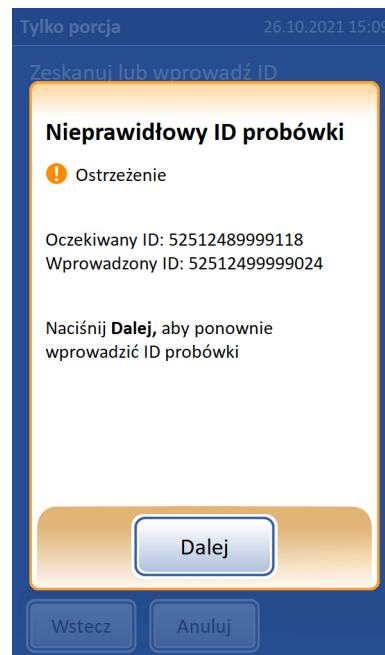 Tylko porcja 26.10.2021 15:09
Zeskanuj lub wprowadź ID
Nieprawidłowy ID probówki
! Ostrzeżenie
Oczekiwany ID: 52512489999118
Wprowadzony ID: 52512499999024
Naciśnij Dalej, aby ponownie
wprowadzić ID probówki
Dalej
Wstecz Anuluj